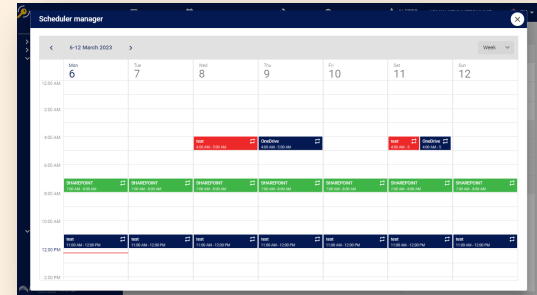 Scheduler manager
6-12 March 2023
Week
Mon Tue Wed Thu Fri Sat Sun
6 7 8 9 10 11 12
12:00 AM
2:00 AM
4:00 AM
test OneDrive test OneDrive
4:00 AM - 5:00 AM 4:00 AM - 5:00 AM 4:00 AM - 5 4:00 AM - 5
6:00 AM
SHAREPOINT SHAREPOINT SHAREPOINT SHAREPOINT SHAREPOINT SHAREPOINT SHAREPOINT
7:00 AM - 8:00 AM 7:00 AM - 8:00 AM 7:00 AM - 8:00 AM 7:00 AM - 8:00 AM 7:00 AM - 8:00 AM 7:00 AM - 8:00 AM 7:00 AM - 8:00 AM
8:00 AM
10:00 AM
test test test test test test test
11:00 AM - 12:00 PM 11:00 AM - 12:00 PM 11:00 AM - 12:00 PM 11:00 AM - 12:00 PM 11:00 AM - 12:00 PM 11:00 AM - 12:00 PM 11:00 AM - 12:00 PM
12:00 PM
2:00 PM